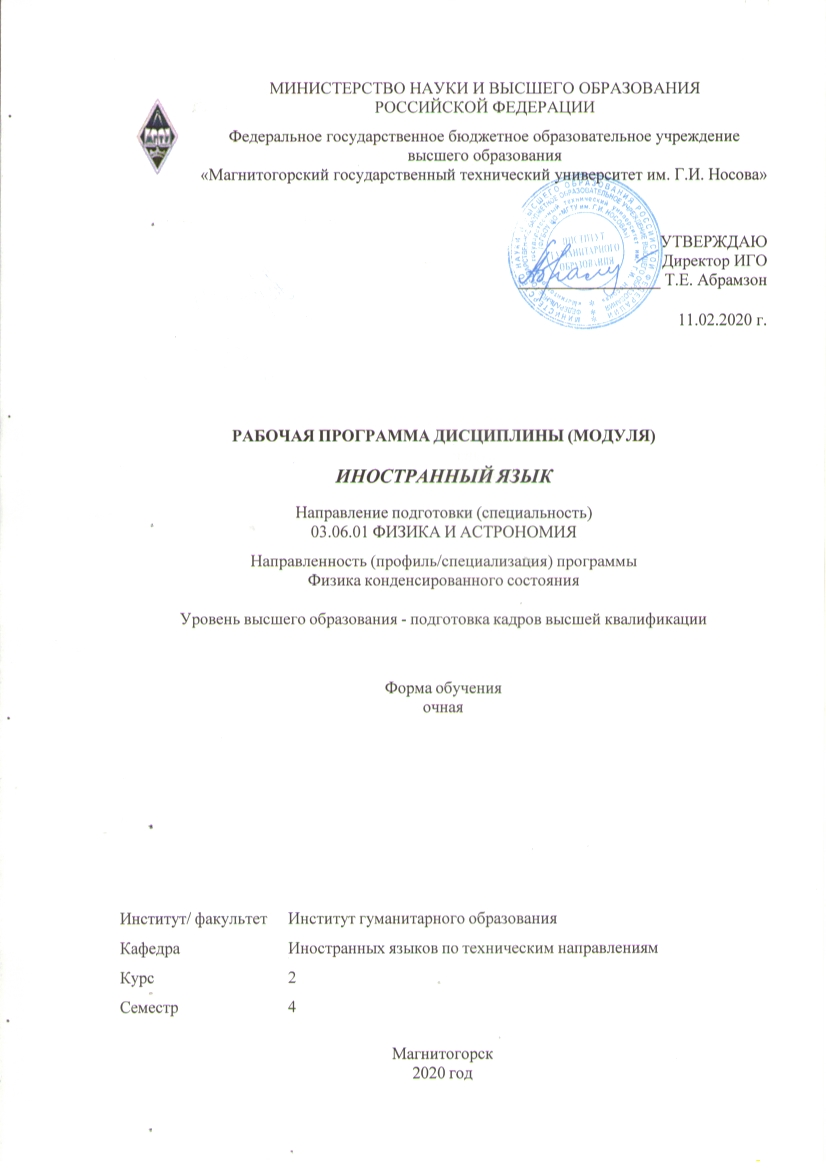 МИНИСТЕРСТВО НАУКИ И ВЫСШЕГО ОБРАЗОВАНИЯ
РОССИЙСКОЙ ФЕДЕРАЦИИ
Федеральное государственное бюджетное образовательное учреждение
высшего образования
«Магнитогорский государственный технический университет им. Г.И. Носова»
УТВЕРЖДАЮ
Директор ИГО
Т.Е. Абрамзон
11.02.2020 г.
РАБОЧАЯ ПРОГРАММА ДИСЦИПЛИНЫ (МОДУЛЯ)
ИНОСТРАННЫЙ ЯЗЫК
Направление подготовки (специальность)
03.06.01 ФИЗИКА И АСТРОНОМИЯ
Направленность (профиль/специализация) программы
Физика конденсированного состояния
Уровень высшего образования - подготовка кадров высшей квалификации
Форма обучения
очная
Институт/ факультет Институт гуманитарного образования
Кафедра Иностранных языков по техническим направлениям
Курс 2
Семестр 4
Магнитогорск
2020 год